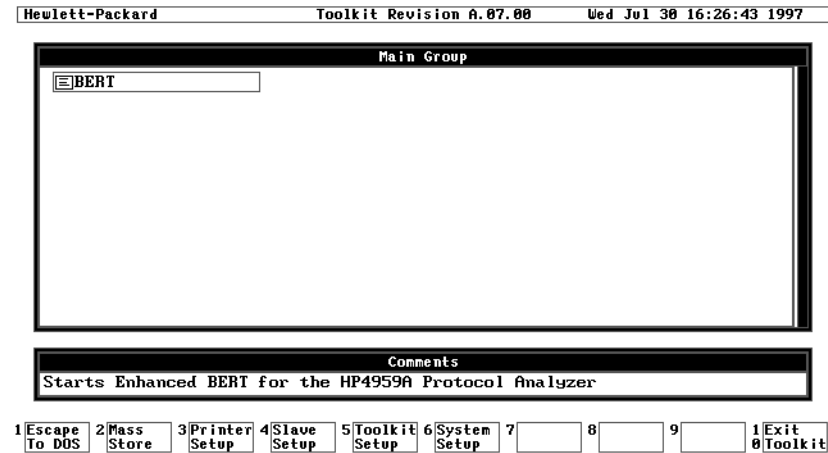 Hewlett-Packard Toolkit Revision A.07.00 Wed Jul 30 16:26:43 1997
Main Group
BERT
Comments
Starts Enhanced BERT for the HP4959A Protocol Analyzer
1 Escape 2 Mass 3 Printer 4 Slave 5 Toolkit 6 System 7 8 9 1 Exit
To DOS Store Setup Setup Setup Setup 0 Toolkit